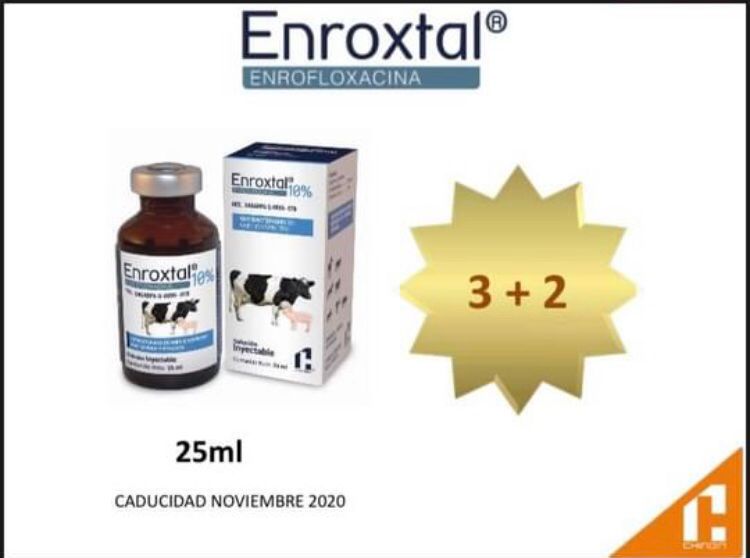 Enroxtal®
ENROFLOXACINA
Enroxtal® 10%
Solución
Inyectable
Enroxtal® 10%
Inyectable
3 + 2
25ml
CADUCIDAD NOVIEMBRE 2020
CHINOIN